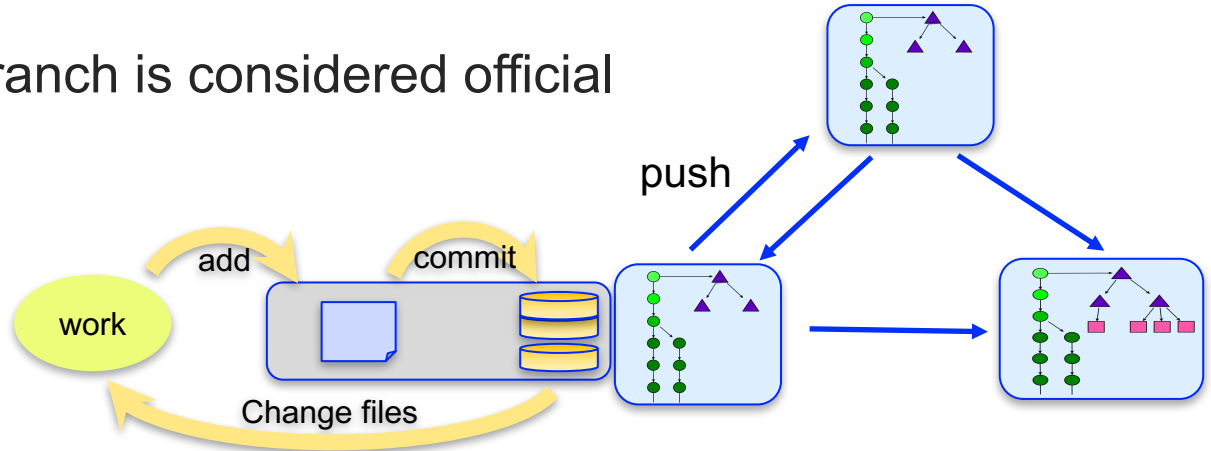 ranch is considered official
push
add
commit
work
Change files